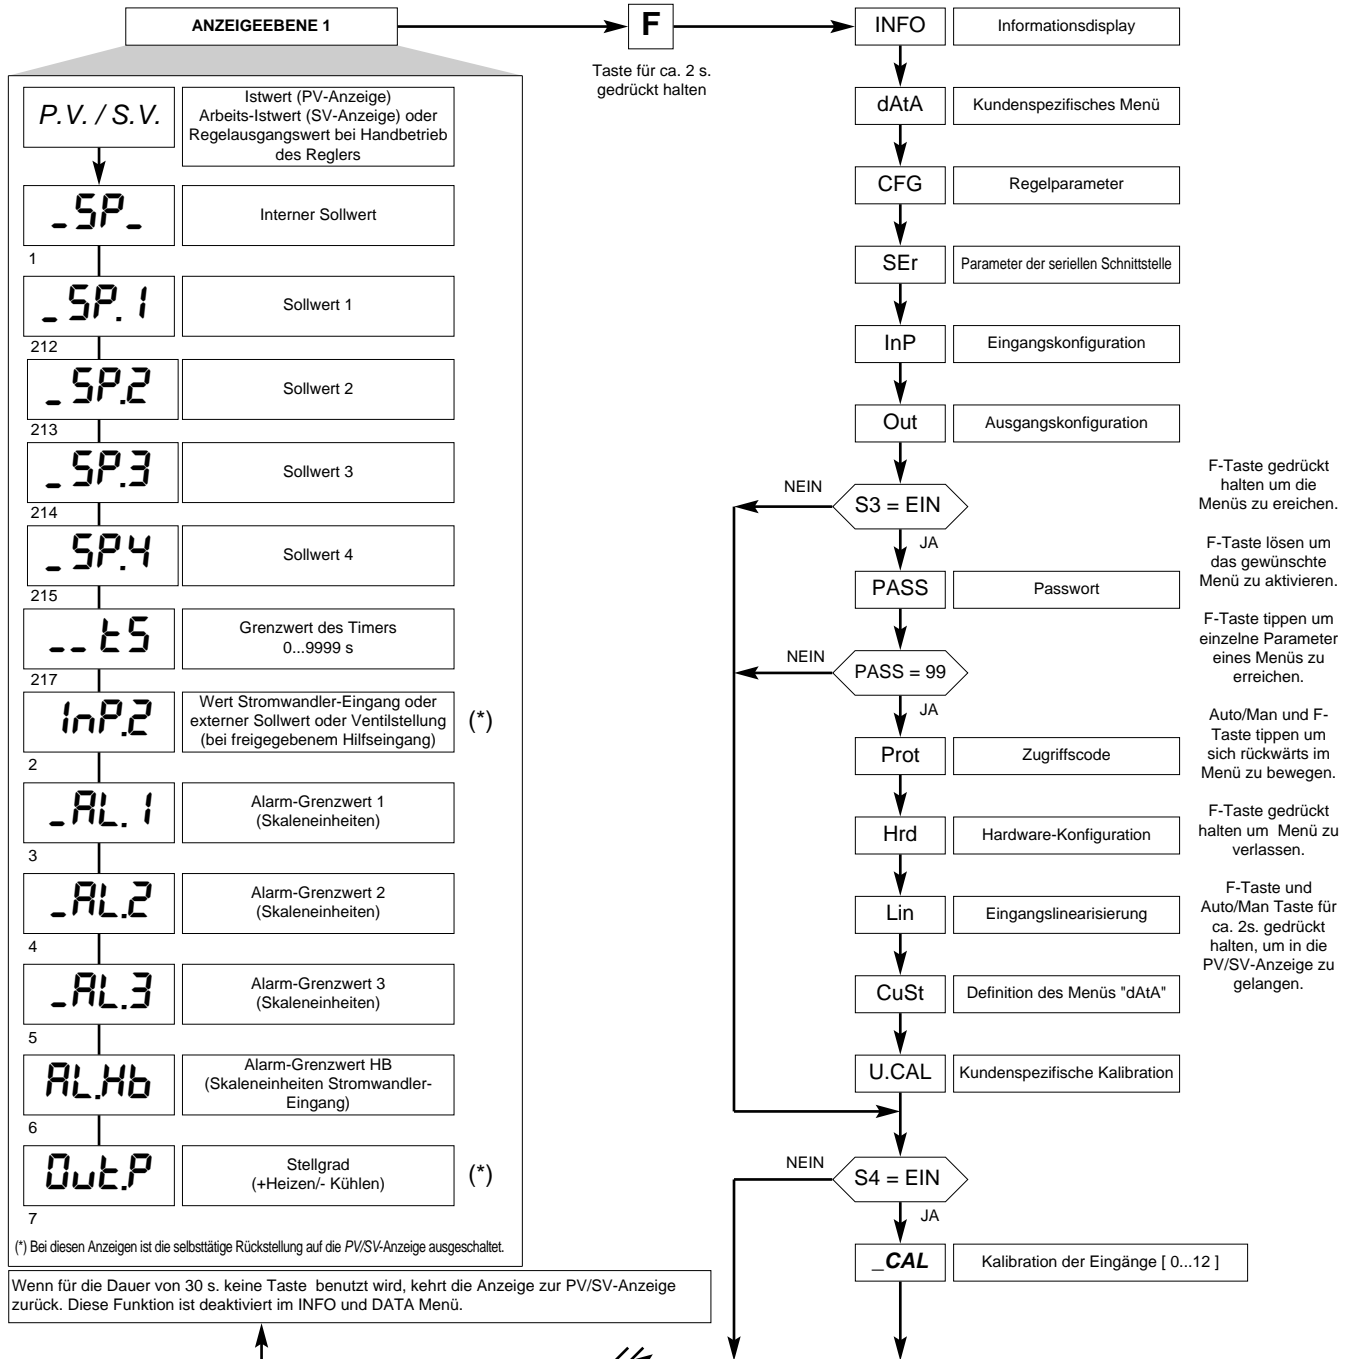 ANZEIGEEBENE 1
F
Taste für ca. 2 s.
gedrückt halten
P.V. / S.V.
Istwert (PV-Anzeige)
Arbeits-Istwert (SV-Anzeige) oder
Regelausgangswert bei Handbetrieb
des Reglers
_SP_
Interner Sollwert
1
_SP.1
Sollwert 1
212
_SP.2
Sollwert 2
213
_SP.3
Sollwert 3
214
_SP.4
Sollwert 4
215
__tS
Grenzwert des Timers
0...9999 s
217
InP.2
Wert Stromwandler-Eingang oder
externer Sollwert oder Ventilstellung
(bei freigegebenem Hilfseingang)
(*)
2
_AL.1
Alarm-Grenzwert 1
(Skaleneinheiten)
3
_AL.2
Alarm-Grenzwert 2
(Skaleneinheiten)
4
_AL.3
Alarm-Grenzwert 3
(Skaleneinheiten)
5
AL.Hb
Alarm-Grenzwert HB
(Skaleneinheiten Stromwandler-
Eingang)
6
Out.P
Stellgrad
(+Heizen/- Kühlen)
(*)
7
(*) Bei diesen Anzeigen ist die selbsttätige Rückstellung auf die PV/SV-Anzeige ausgeschaltet.
Wenn für die Dauer von 30 s. keine Taste benutzt wird, kehrt die Anzeige zur PV/SV-Anzeige
zurück. Diese Funktion ist deaktiviert im INFO und DATA Menü.
INFO
Informationsdisplay
dAtA
Kundenspezifisches Menü
CFG
Regelparameter
SEr
Parameter der seriellen Schnittstelle
InP
Eingangskonfiguration
Out
Ausgangskonfiguration
NEIN
S3 = EIN
JA
PASS
Passwort
NEIN
PASS = 99
JA
Prot
Zugriffscode
Hrd
Hardware-Konfiguration
Lin
Eingangslinearisierung
CuSt
Definition des Menüs "dAtA"
U.CAL
Kundenspezifische Kalibration
NEIN
S4 = EIN
JA
_CAL
Kalibration der Eingänge [ 0...12 ]
F-Taste gedrückt
halten um die
Menüs zu ereichen.
F-Taste lösen um
das gewünschte
Menü zu aktivieren.
F-Taste tippen um
einzelne Parameter
eines Menüs zu
erreichen.
Auto/Man und F-
Taste tippen um
sich rückwärts im
Menü zu bewegen.
F-Taste gedrückt
halten um Menü zu
verlassen.
F-Taste und
Auto/Man Taste für
ca. 2s. gedrückt
halten, um in die
PV/SV-Anzeige zu
gelangen.